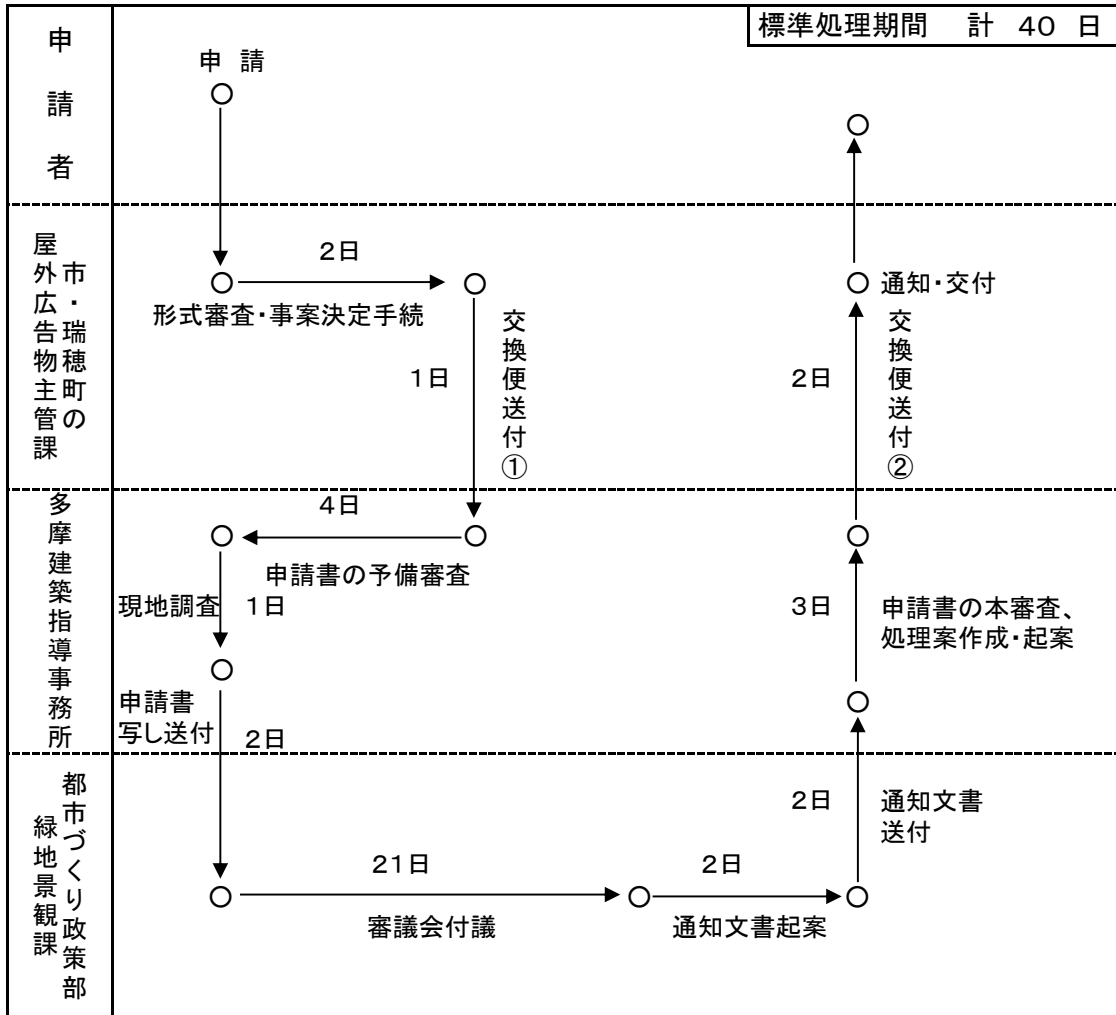 標準処理期間 計 40 日
申請者
申 請
屋外広告物主管課
市・瑞穂町の
2日
形式審査・事案決定手続
1日
交換便送付①
通知・交付
2日
交換便送付②
多摩建築指導事務所
4日
申請書の予備審査
現地調査
1日
申請書
写し送付
2日
3日
申請書の本審査、
処理案作成・起案
都市づくり政策部
緑地景観課
21日
審議会付議
2日
通知文書起案
2日
通知文書
送付